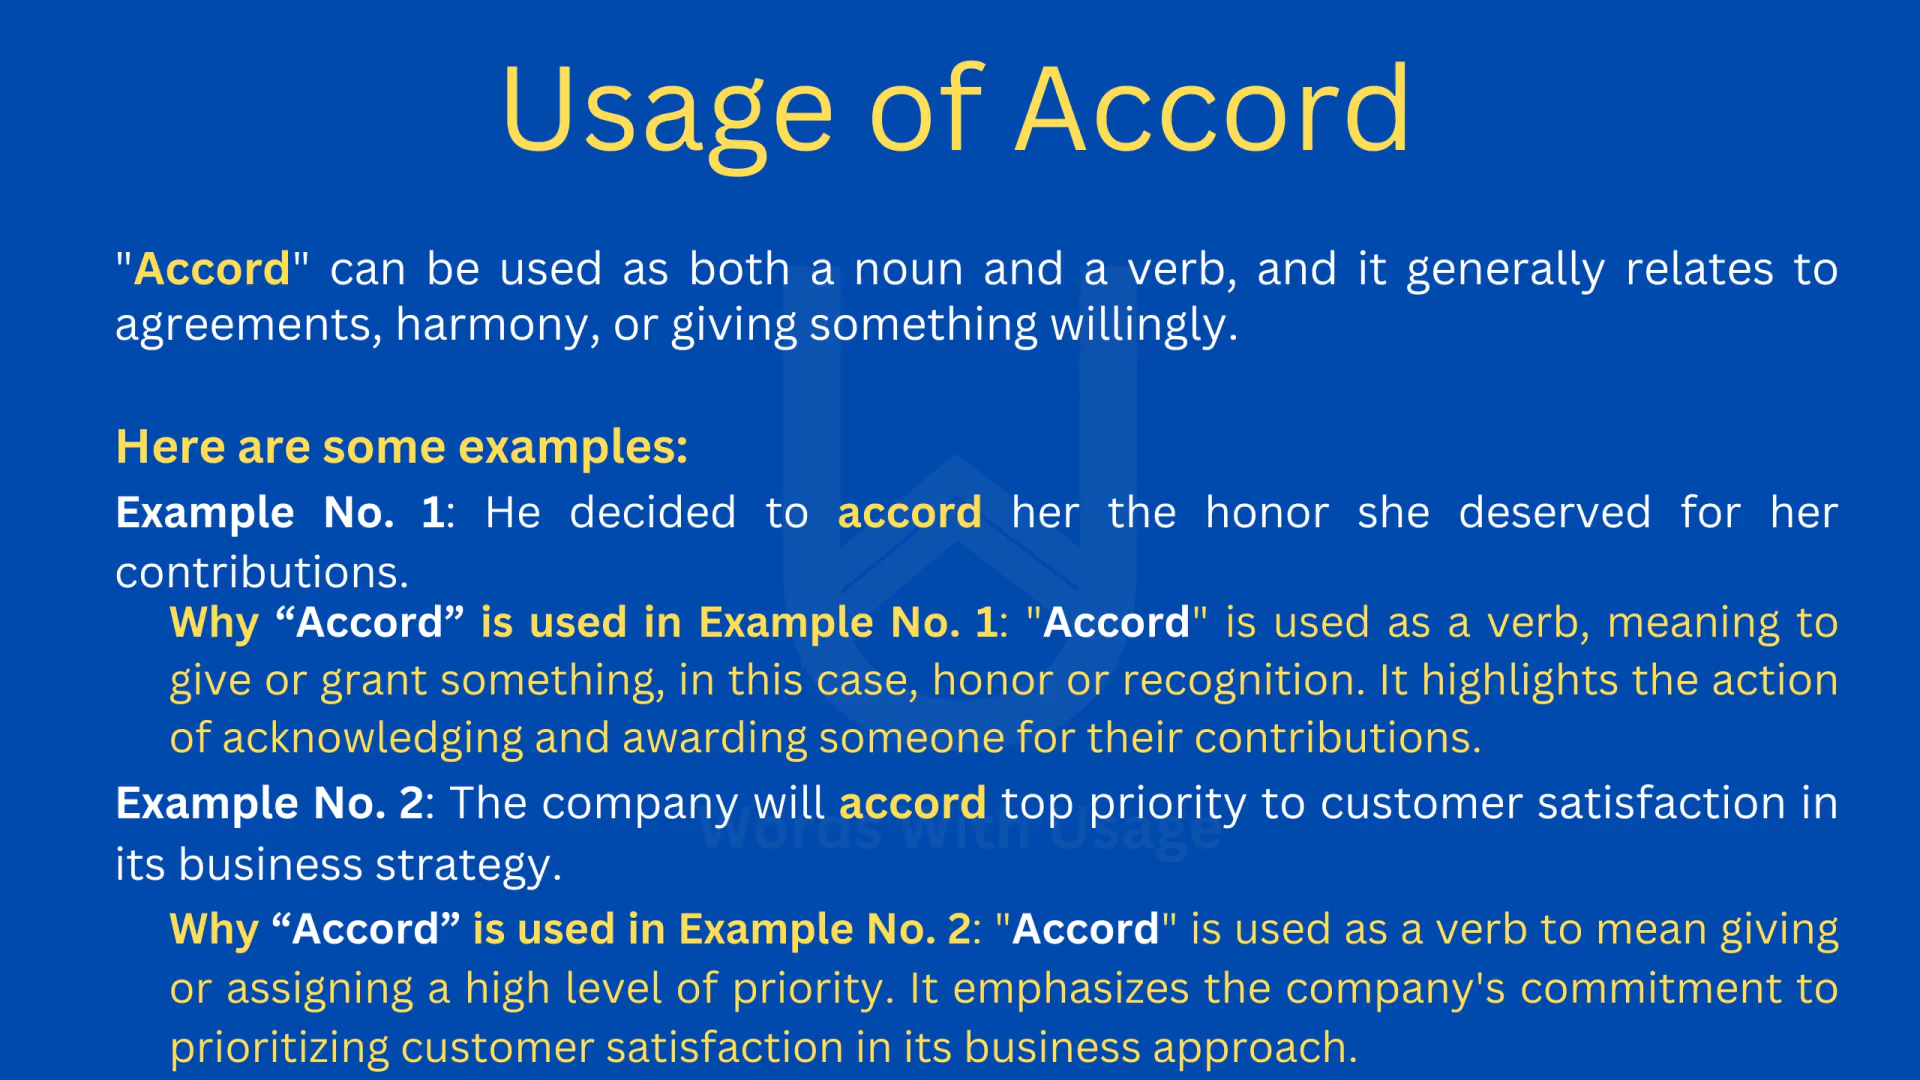 Usage of Accord
"Accord" can be used as both a noun and a verb, and it generally relates to
agreements, harmony, or giving something willingly.
Here are some examples:
Example No. 1: He decided to accord her the honor she deserved for her
contributions.
Why “Accord” is used in Example No. 1: "Accord" is used as a verb, meaning to
give or grant something, in this case, honor or recognition. It highlights the action
of acknowledging and awarding someone for their contributions.
Example No. 2: The company will accord top priority to customer satisfaction in
Words With Usage
its business strategy.
Why “Accord” is used in Example No. 2: "Accord" is used as a verb to mean giving
or assigning a high level of priority. It emphasizes the company's commitment to
prioritizing customer satisfaction in its business approach.